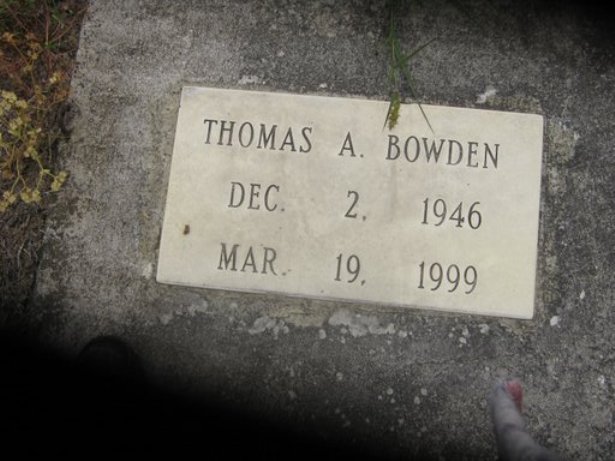 THOMAS A. BOWDEN
DEC. 2, 1946
MAR. 19, 1999